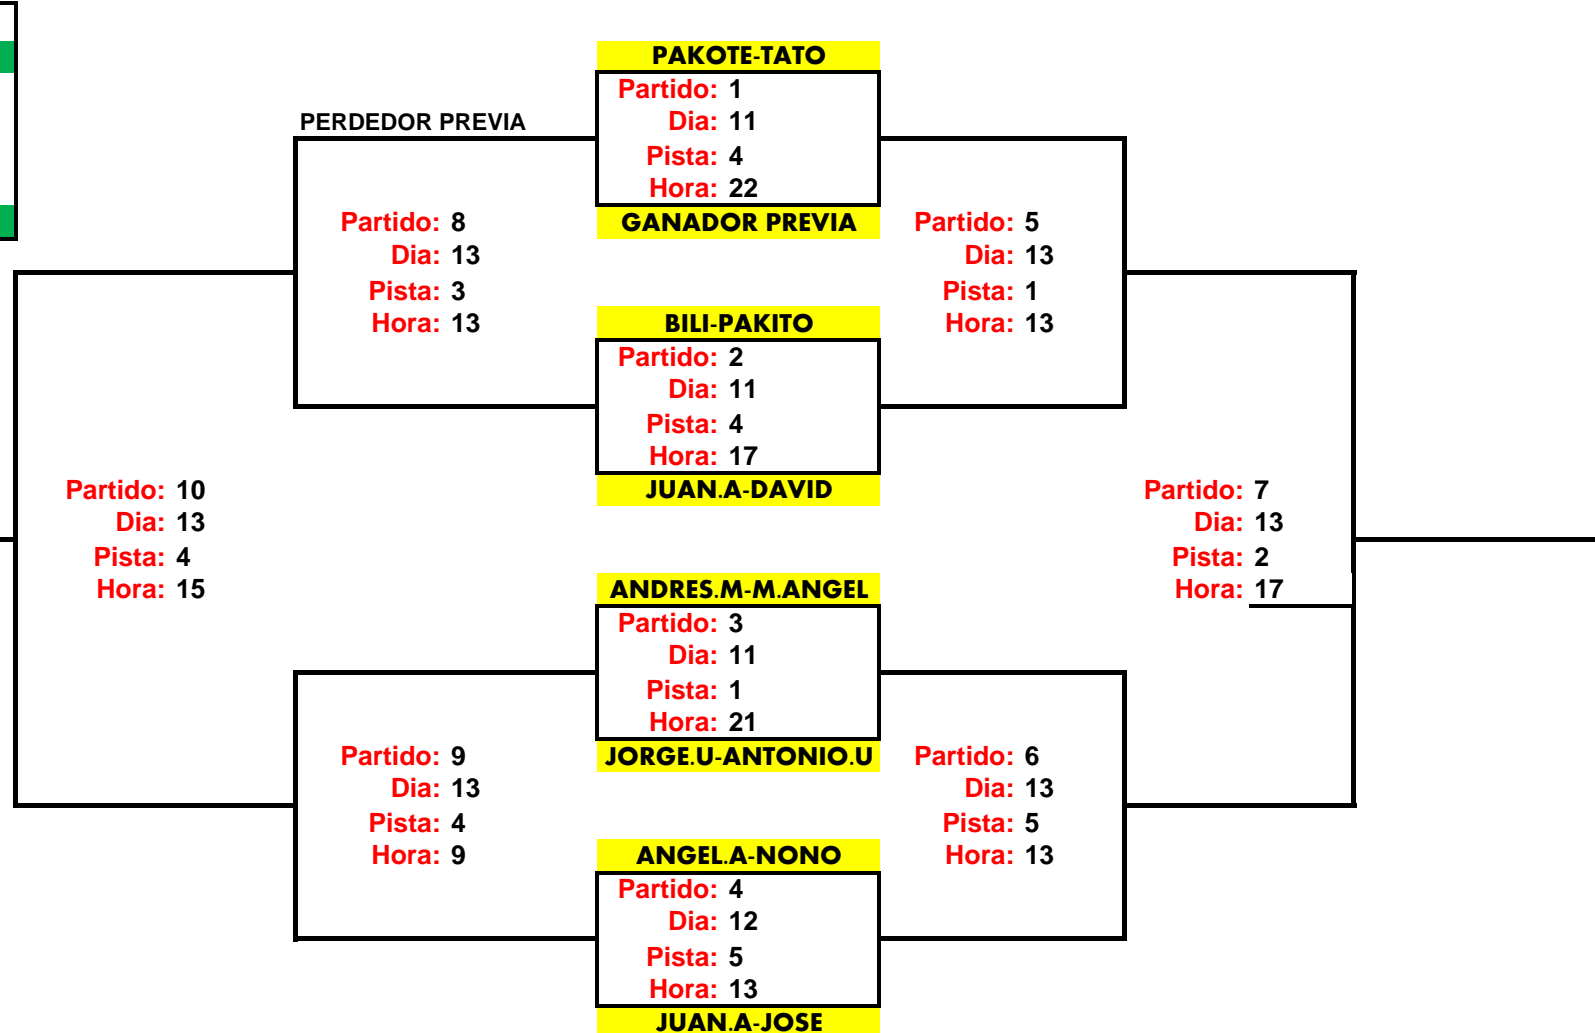 PAKOTE-TATO
Partido: 1
PERDEDOR PREVIA
Dia: 11
Pista: 4
Hora: 22
GANADOR PREVIA
Partido: 8
Dia: 13
Pista: 3
Hora: 13
Partido: 5
Dia: 13
Pista: 1
Hora: 13
BILI-PAKITO
Partido: 2
Dia: 11
Pista: 4
Hora: 17
JUAN.A-DAVID
Partido: 10
Dia: 13
Pista: 4
Hora: 15
Partido: 7
Dia: 13
Pista: 2
Hora: 17
ANDRES.M-M.ANGEL
Partido: 3
Dia: 11
Pista: 1
Hora: 21
JORGE.U-ANTONIO.U
Partido: 9
Dia: 13
Pista: 4
Hora: 9
Partido: 6
Dia: 13
Pista: 5
Hora: 13
ANGEL.A-NONO
Partido: 4
Dia: 12
Pista: 5
Hora: 13
JUAN.A-JOSE